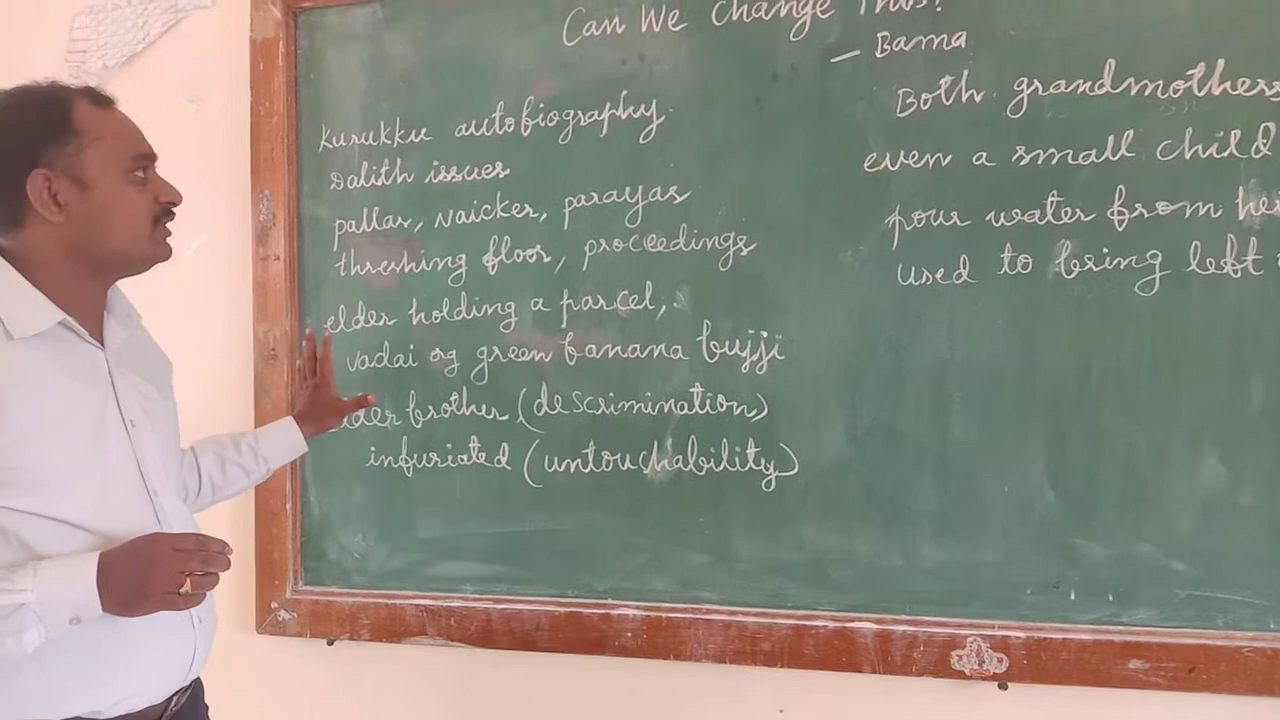 Can We Change This?
– Bama
Kurukku autobiography.
Dalith issues
pallar, naicker, parayas
threshing floor, proceedings
elder holding a parcel,
vadai or green banana bujji
elder brother (descrimination)
infuriated (untouchability)
Both grandmothers
even a small child
pour water from
used to bring left